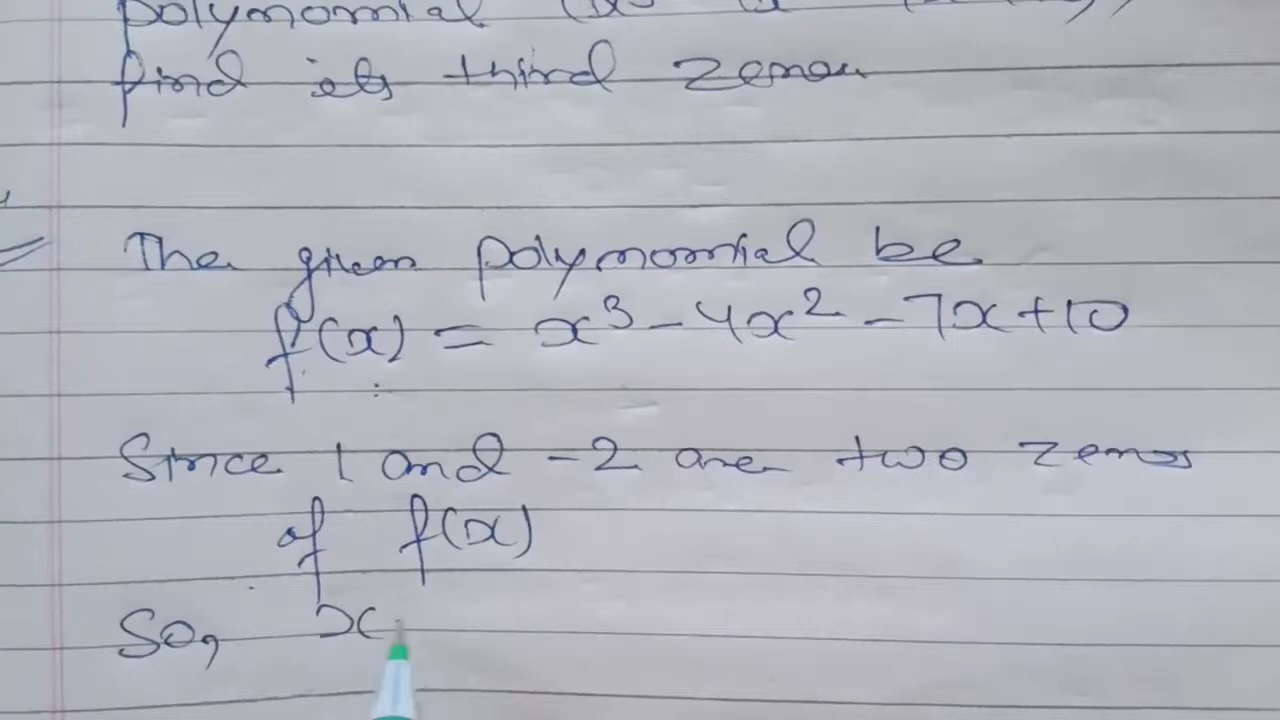 polynomial
find its third zero.
The given polynomial be
f(x) = x³ - 4x² - 7x + 10
Since 1 and -2 are two zeros
of f(x)
So, x